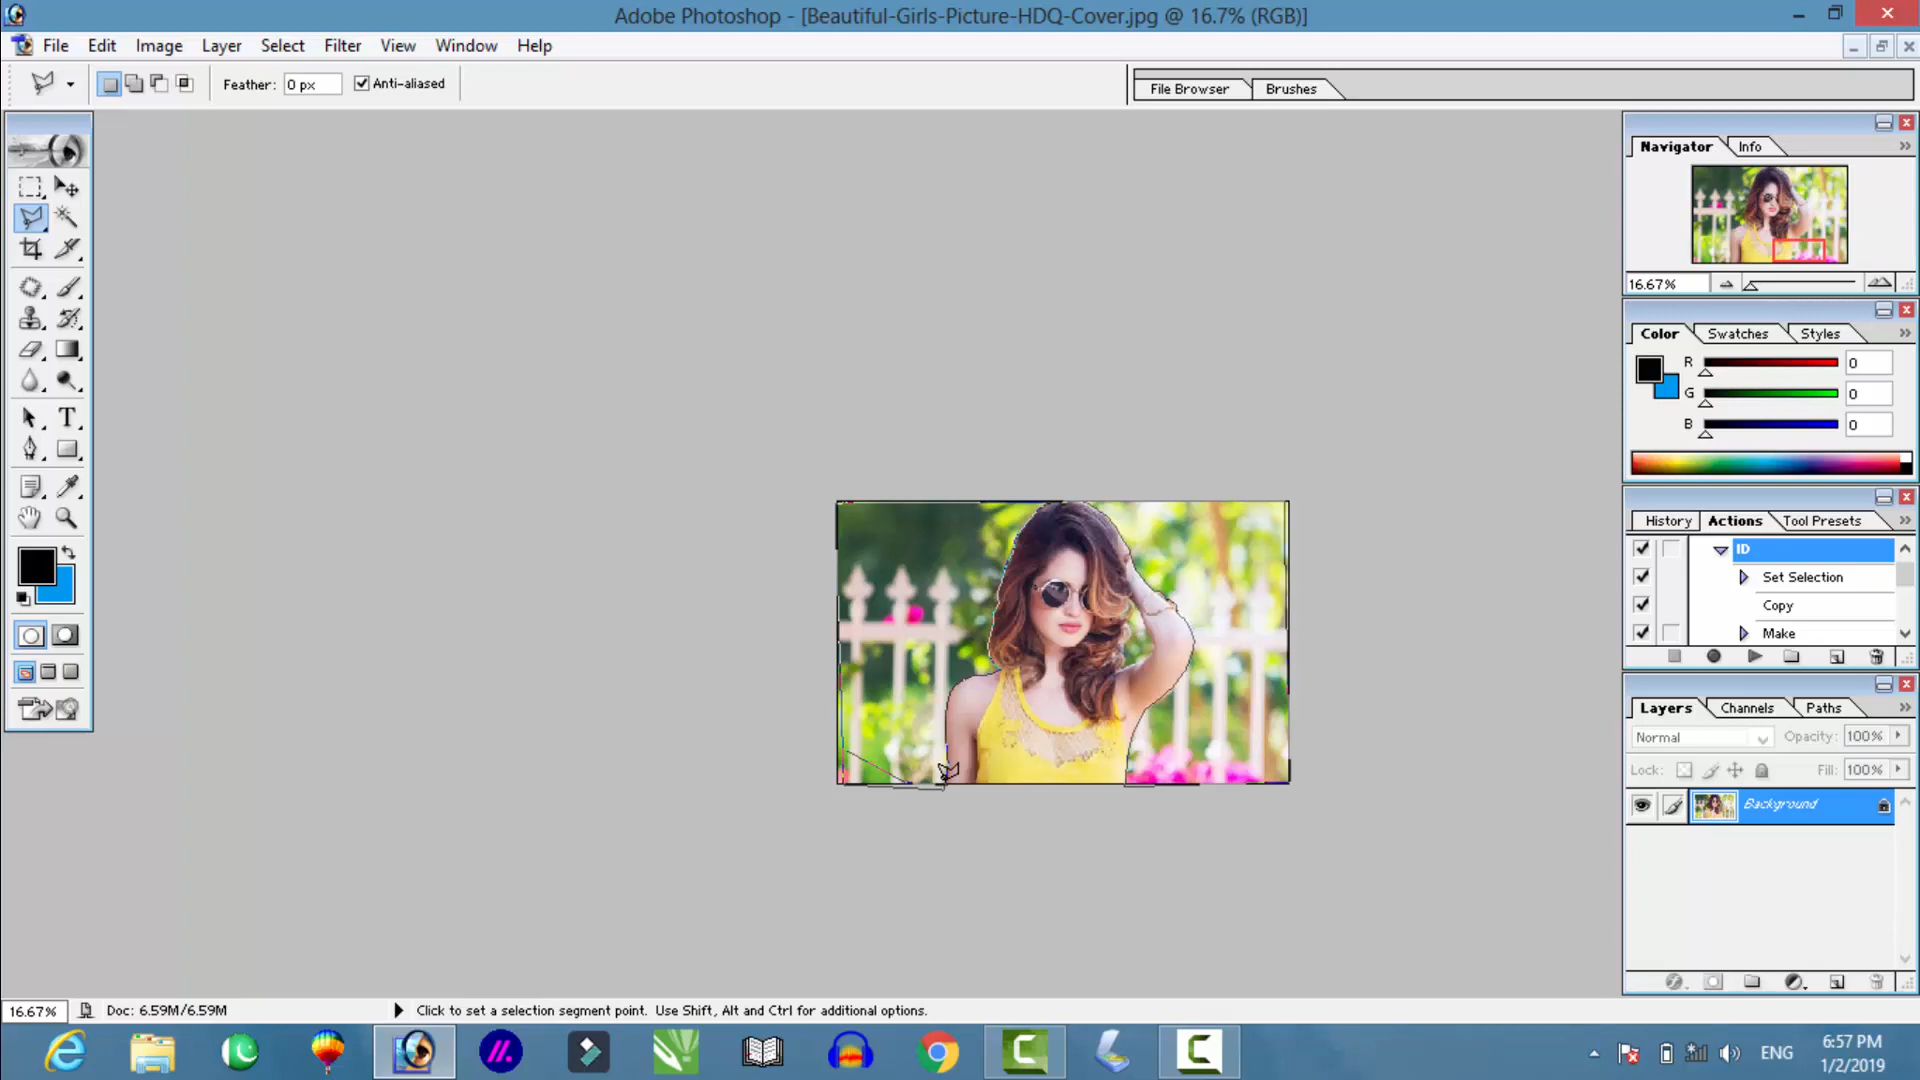 Adobe Photoshop - [Beautiful-Girls-Picture-HDQ-Cover.jpg @ 16.7% (RGB)]
File Edit Image Layer Select Filter View Window Help
Feather: 0 px Anti-aliased
File Browser Brushes
Navigator Info
16.67%
Color Swatches Styles
R 0
G 0
B 0
History Actions Tool Presets
ID
Set Selection
Copy
Make
Layers Channels Paths
Normal Opacity: 100%
Lock: Fill: 100%
Background
16.67% Doc: 6.59M/6.59M Click to set a selection segment point. Use Shift, Alt and Ctrl for additional options.
ENG
6:57 PM
1/2/2019